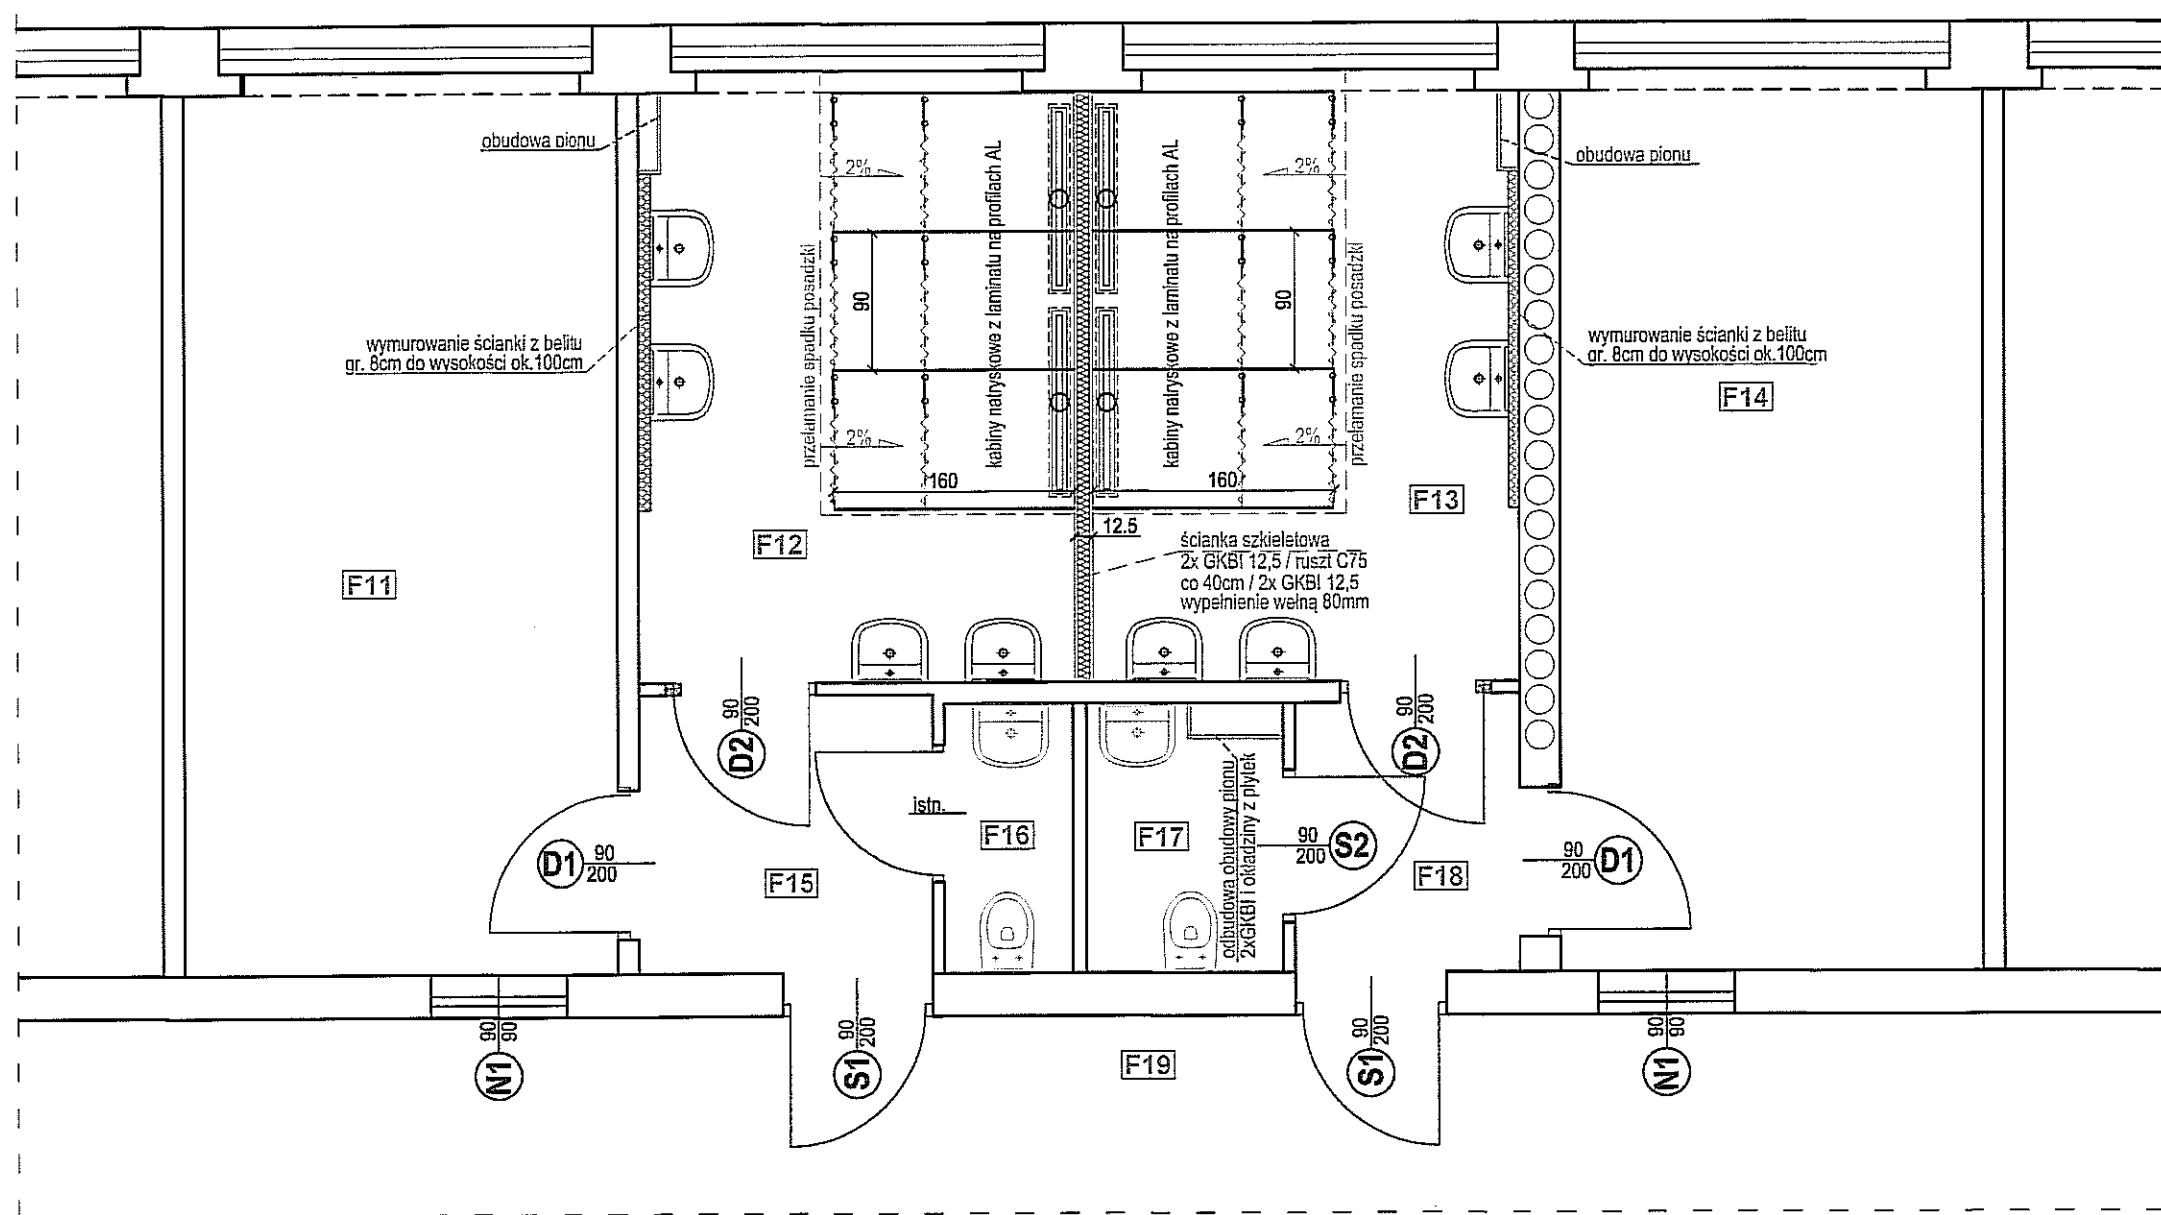 obudowa pionu
obudowa pionu
2%
2%
kabiny natryskowe z laminatu na profilach AL
kabiny natryskowe z laminatu na profilach AL
przełamanie spadku posadzki
przełamanie spadku posadzki
90
90
wymurowanie ścianki z belitu
gr. 8cm do wysokości ok.100cm
wymurowanie ścianki z belitu
gr. 8cm do wysokości ok.100cm
F14
2%
2%
160
160
F13
12.5
F12
ścianka szkieletowa
2x GKBI 12,5 / ruszt C75
co 40cm / 2x GKBI 12,5
wypełnienie wełną 80mm
F11
90
200
D2
90
200
D2
istn.
F16
F17
odbudowa obudowy pionu
2xGKBI i okładziny z płytek
90
200
S2
D1
90
200
90
200
D1
F15
F18
90
90
N1
90
200
S1
F19
90
200
S1
90
90
N1